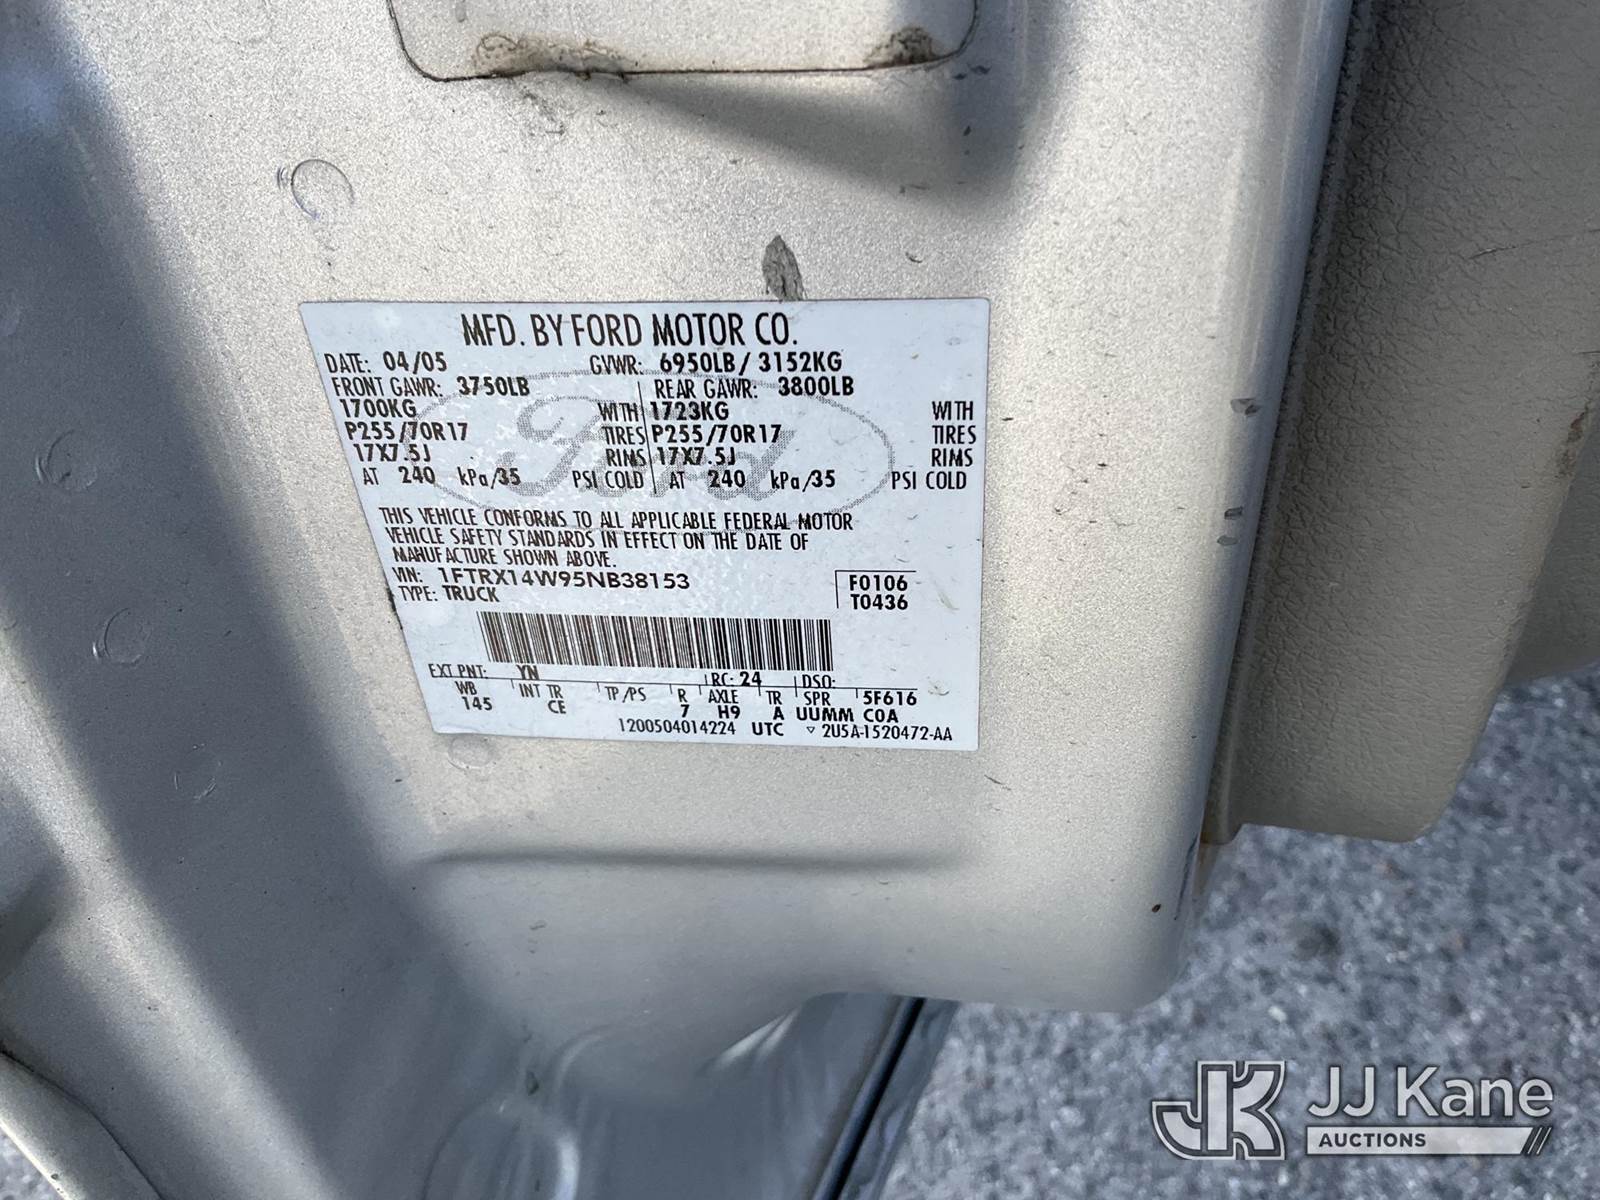 MFD. BY FORD MOTOR CO.
DATE: 04/05 GVWR: 6950LB / 3152KG
FRONT GAWR: 3750LB REAR GAWR: 3800LB
1700KG WITH 1723KG WITH
P255/70R17 TIRES P255/70R17 TIRES
17X7.5J RIMS 17X7.5J RIMS
AT 240 kPa/35 PSI COLD AT 240 kPa/35 PSI COLD
Ford
THIS VEHICLE CONFORMS TO ALL APPLICABLE FEDERAL MOTOR
VEHICLE SAFETY STANDARDS IN EFFECT ON THE DATE OF
MANUFACTURE SHOWN ABOVE.
VIN: 1FTRX14W95NB38153 F0106
TYPE: TRUCK T0436
EXT PNT: YN RC: 24 DSO:
WB INT TR TP/PS R AXLE TR SPR 5F616
145 CE 7 H9 A UUMM C0A
1200504014224 UTC ▽ 2U5A-1520472-AA
JK JJ Kane
AUCTIONS